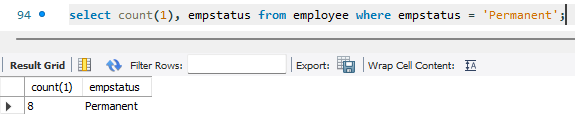 94 select count(1), empstatus from employee where empstatus = 'Permanent';
Result Grid Filter Rows: Export: Wrap Cell Content: IA
count(1) empstatus
8 Permanent